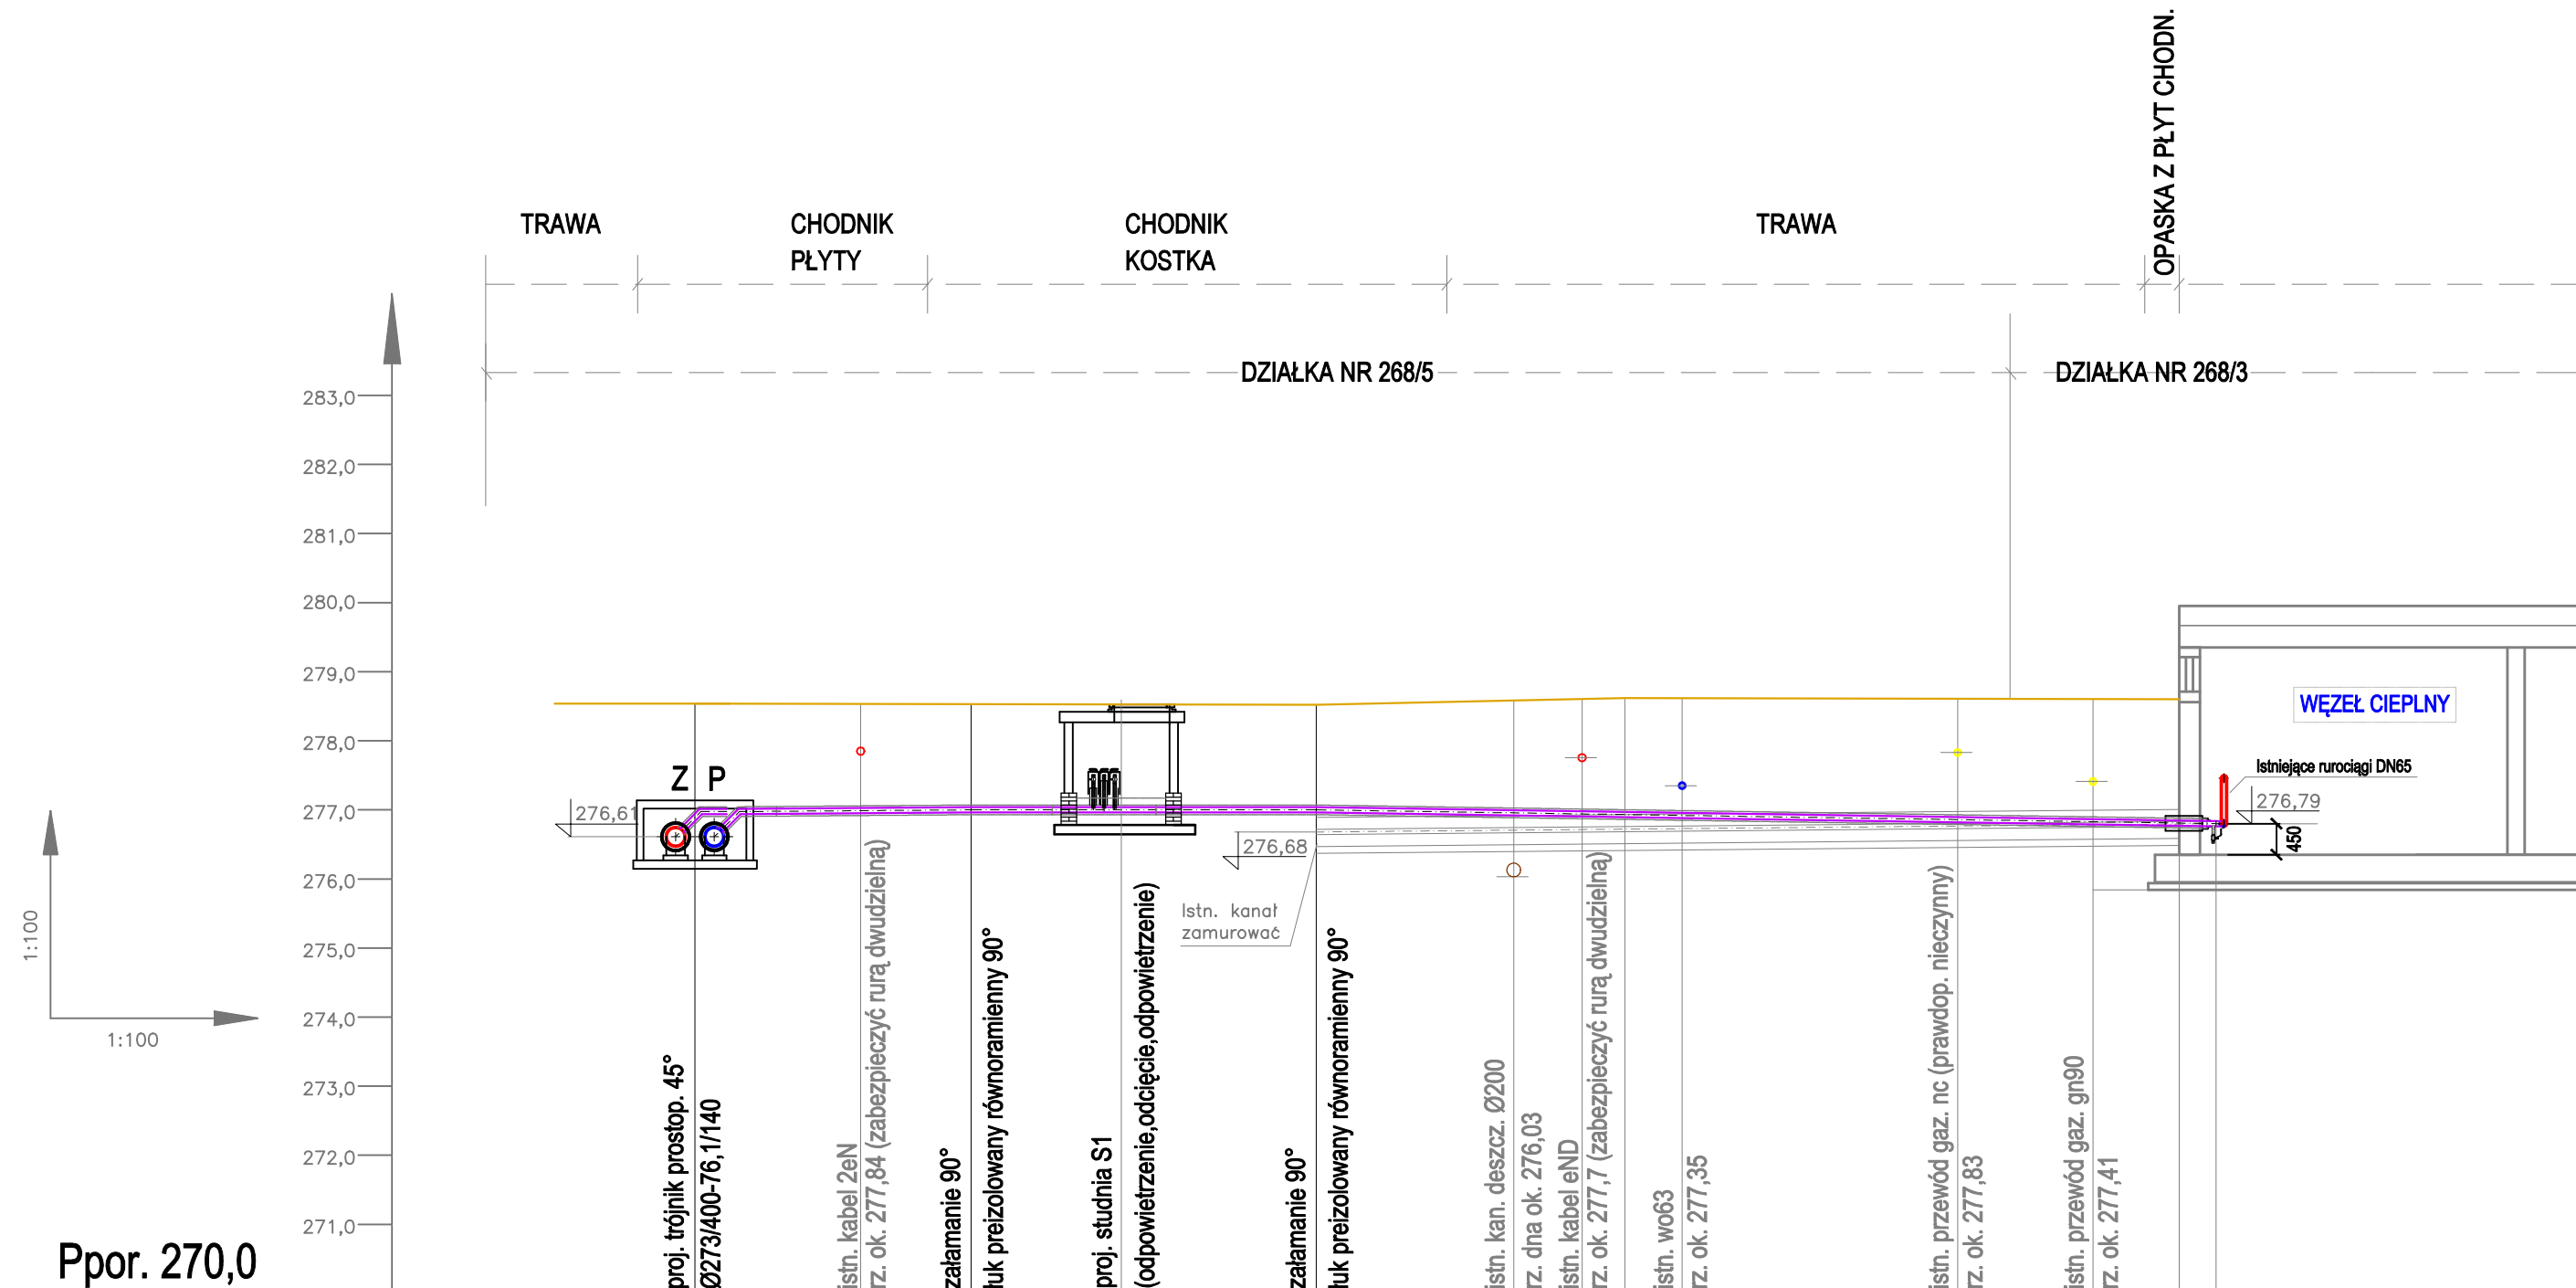 OPASKA Z PŁYT CHODN.
TRAWA
CHODNIK
PŁYTY
CHODNIK
KOSTKA
TRAWA
DZIAŁKA NR 268/5
DZIAŁKA NR 268/3
283,0
282,0
281,0
280,0
279,0
278,0
277,0
276,0
275,0
274,0
273,0
272,0
271,0
WĘZEŁ CIEPLNY
Istniejące rurociągi DN65
276,79
450
Z P
276,61
276,68
Istn. kanał
zamurować
1:100
1:100
Ppor. 270,0
proj. trójnik prostop. 45°
Ø273/400-76,1/140
istn. kabel 2eN
rz. ok. 277,84 (zabezpieczyć rurą dwudzielną)
załamanie 90°
łuk preizolowany równoramienny 90°
proj. studnia S1
(odpowietrzenie,odcięcie,odpowietrzenie)
załamanie 90°
łuk preizolowany równoramienny 90°
istn. kan. deszcz. Ø200
rz. dna ok. 276,03
istn. kabel eND
rz. ok. 277,7 (zabezpieczyć rurą dwudzielną)
istn. wo63
rz. ok. 277,35
istn. przewód gaz. nc (prawdop. nieczynny)
rz. ok. 277,83
istn. przewód gaz. gn90
rz. ok. 277,41